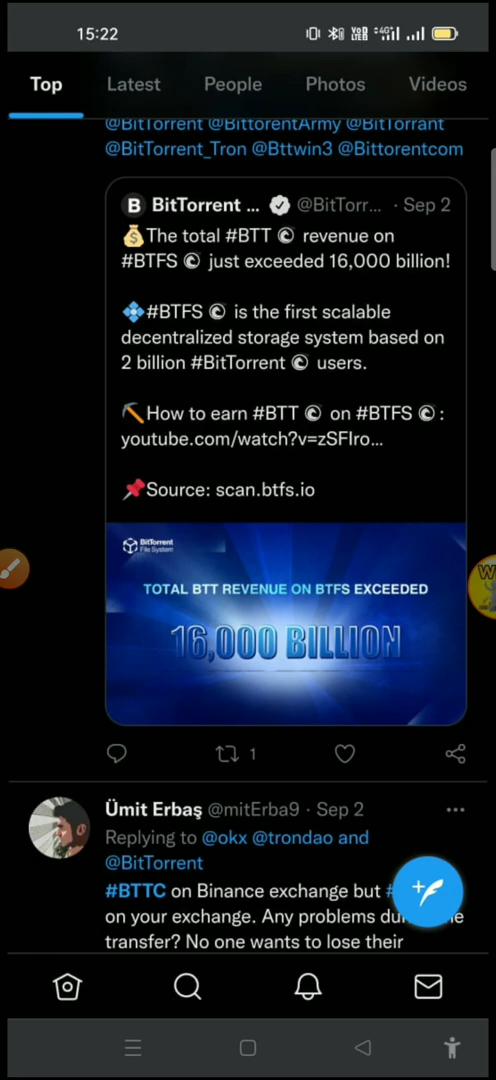 15:22
VoD LTE 4G+
Top Latest People Photos Videos
@BitTorrent @BittorentArmy @BitTorrant
@BitTorrent_Tron @Bttwin3 @Bittorentcom
B BitTorrent ... @BitTorr... · Sep 2
💰The total #BTT revenue on
#BTFS just exceeded 16,000 billion!
💠#BTFS is the first scalable
decentralized storage system based on
2 billion #BitTorrent users.
⛏️How to earn #BTT on #BTFS :
youtube.com/watch?v=zSFIro...
📌Source: scan.btfs.io
BitTorrent
File System
TOTAL BTT REVENUE ON BTFS EXCEEDED
16,000 BILLION
1
Ümit Erbaş @mitErba9 · Sep 2
Replying to @okx @trondao and
@BitTorrent
#BTTC on Binance exchange but #
on your exchange. Any problems du
transfer? No one wants to lose their
W